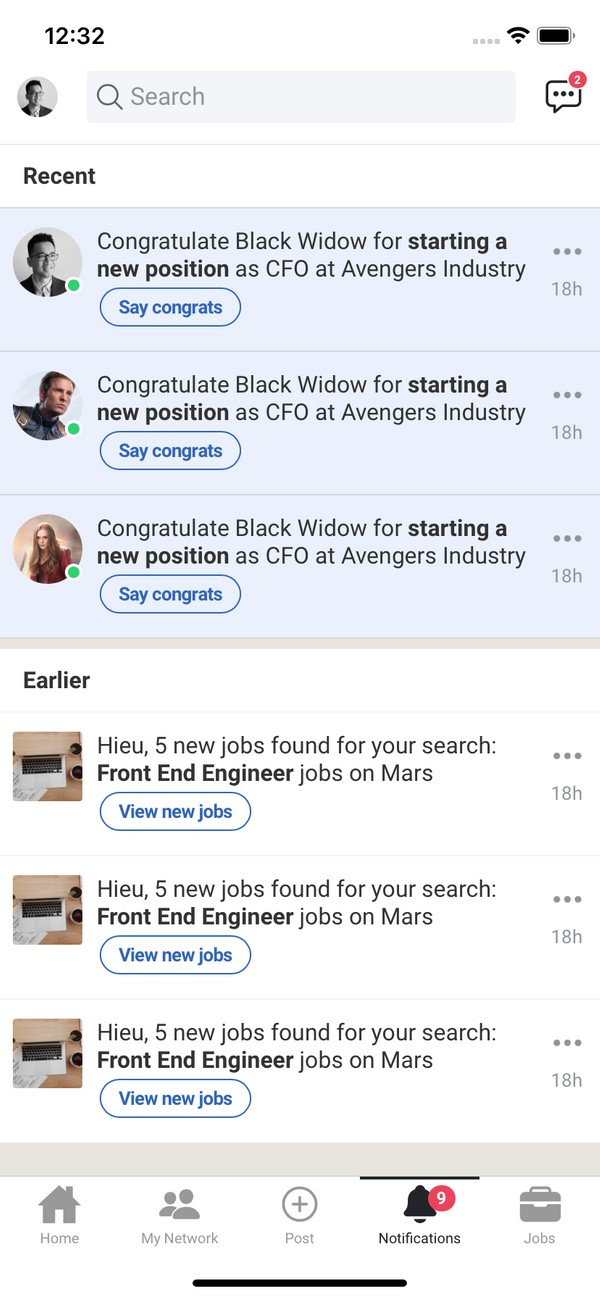 12:32
Search
2
Recent
Congratulate Black Widow for starting a
new position as CFO at Avengers Industry
18h
Say congrats
Congratulate Black Widow for starting a
new position as CFO at Avengers Industry
18h
Say congrats
Congratulate Black Widow for starting a
new position as CFO at Avengers Industry
18h
Say congrats
Earlier
Hieu, 5 new jobs found for your search:
Front End Engineer jobs on Mars
18h
View new jobs
Hieu, 5 new jobs found for your search:
Front End Engineer jobs on Mars
18h
View new jobs
Hieu, 5 new jobs found for your search:
Front End Engineer jobs on Mars
18h
View new jobs
9
Home
My Network
Post
Notifications
Jobs